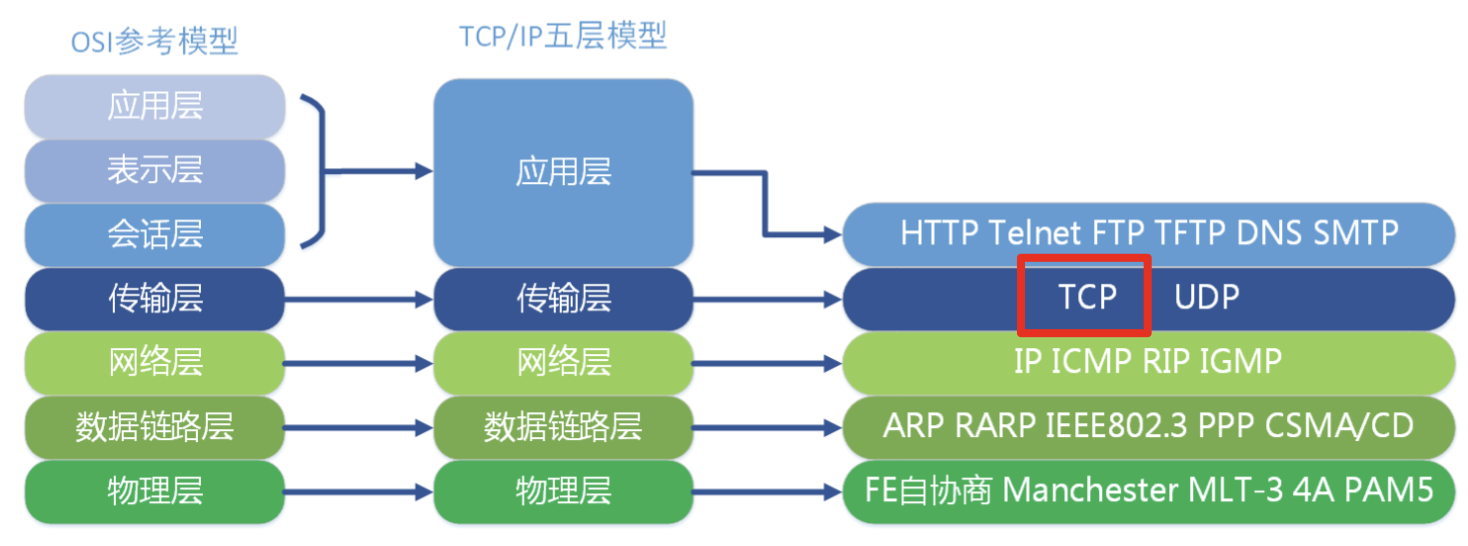 OSI参考模型
应用层
表示层
会话层
传输层
网络层
数据链路层
物理层
TCP/IP五层模型
应用层
传输层
网络层
数据链路层
物理层
HTTP Telnet FTP TFTP DNS SMTP
TCP UDP
IP ICMP RIP IGMP
ARP RARP IEEE802.3 PPP CSMA/CD
FE自协商 Manchester MLT-3 4A PAM5